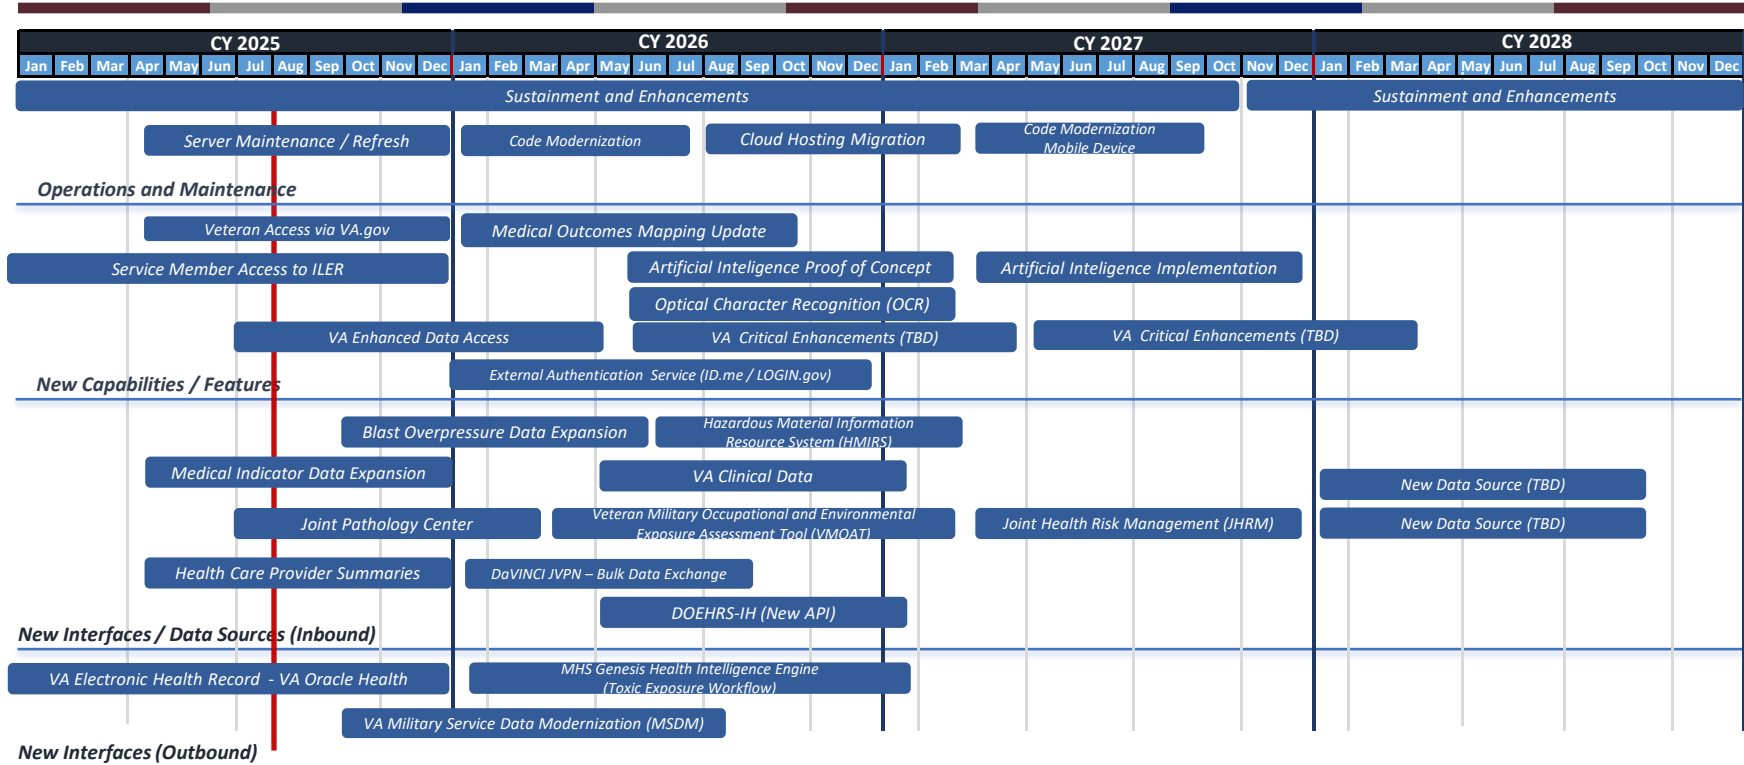 CY 2025 CY 2026 CY 2027 CY 2028
Jan Feb Mar Apr May Jun Jul Aug Sep Oct Nov Dec Jan Feb Mar Apr May Jun Jul Aug Sep Oct Nov Dec Jan Feb Mar Apr May Jun Jul Aug Sep Oct Nov Dec Jan Feb Mar Apr May Jun Jul Aug Sep Oct Nov Dec
Sustainment and Enhancements
Sustainment and Enhancements
Server Maintenance / Refresh
Code Modernization
Cloud Hosting Migration
Code Modernization
Mobile Device
Operations and Maintenance
Veteran Access via VA.gov
Medical Outcomes Mapping Update
Service Member Access to ILER
Artificial Inteligence Proof of Concept
Artificial Inteligence Implementation
Optical Character Recognition (OCR)
VA Enhanced Data Access
VA Critical Enhancements (TBD)
VA Critical Enhancements (TBD)
External Authentication Service (ID.me / LOGIN.gov)
New Capabilities / Features
Blast Overpressure Data Expansion
Hazardous Material Information
Resource System (HMIRS)
Medical Indicator Data Expansion
VA Clinical Data
New Data Source (TBD)
Joint Pathology Center
Veteran Military Occupational and Environmental
Exposure Assessment Tool (VMOAT)
Joint Health Risk Management (JHRM)
New Data Source (TBD)
Health Care Provider Summaries
DaVINCI JVPN – Bulk Data Exchange
DOEHRS-IH (New API)
New Interfaces / Data Sources (Inbound)
VA Electronic Health Record - VA Oracle Health
MHS Genesis Health Intelligence Engine
(Toxic Exposure Workflow)
VA Military Service Data Modernization (MSDM)
New Interfaces (Outbound)